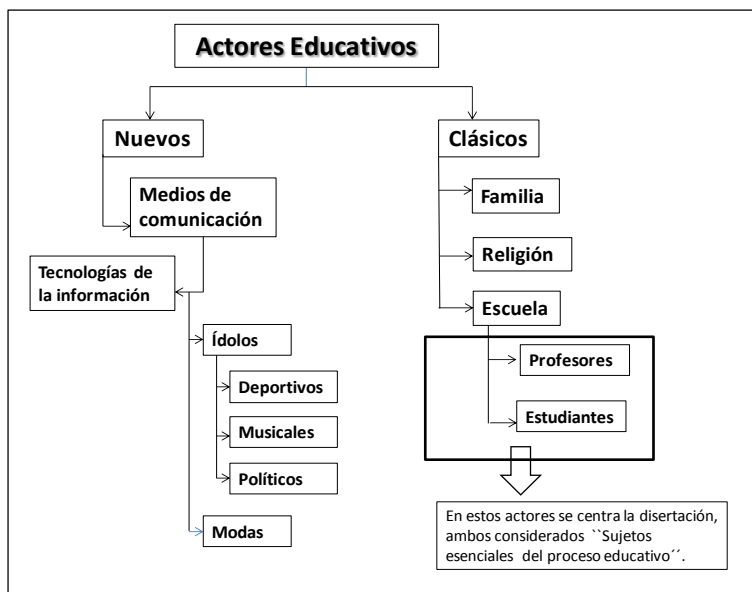 Actores Educativos
Nuevos
Medios de
comunicación
Tecnologías de
la información
Ídolos
Deportivos
Musicales
Políticos
Modas
Clásicos
Familia
Religión
Escuela
Profesores
Estudiantes
En estos actores se centra la disertación,
ambos considerados ``Sujetos
esenciales del proceso educativo´´.